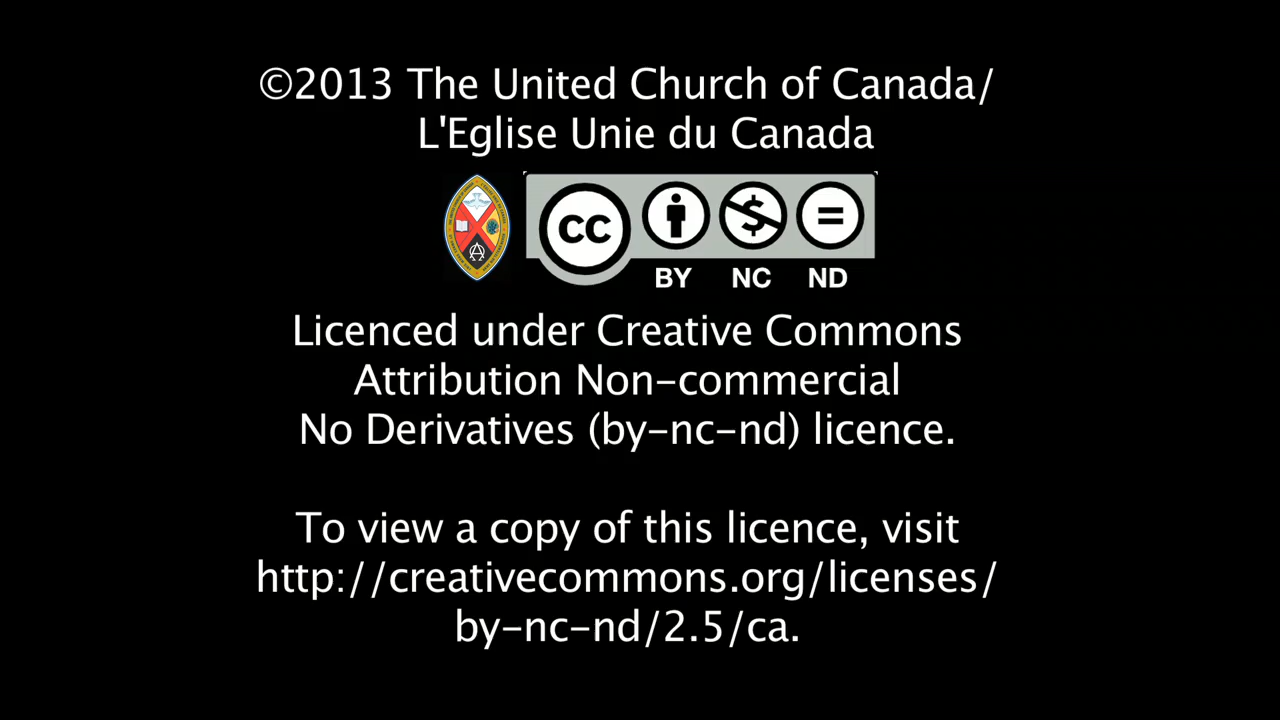 ©2013 The United Church of Canada/
L'Eglise Unie du Canada
cc
BY NC ND
Licenced under Creative Commons
Attribution Non-commercial
No Derivatives (by-nc-nd) licence.
To view a copy of this licence, visit
http://creativecommons.org/licenses/
by-nc-nd/2.5/ca.